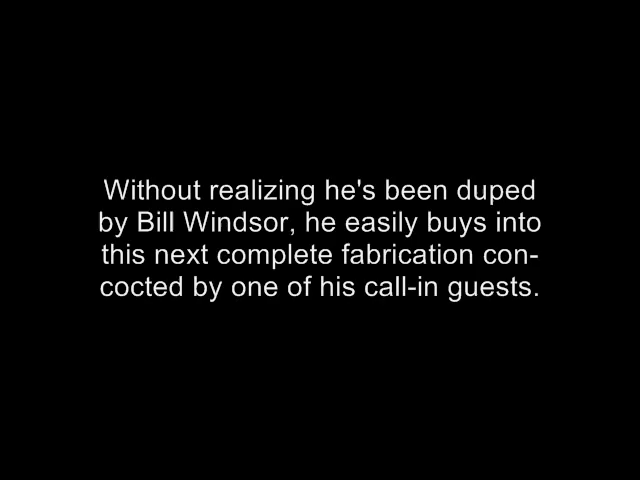 Without realizing he's been duped
by Bill Windsor, he easily buys into
this next complete fabrication con-
cocted by one of his call-in guests.